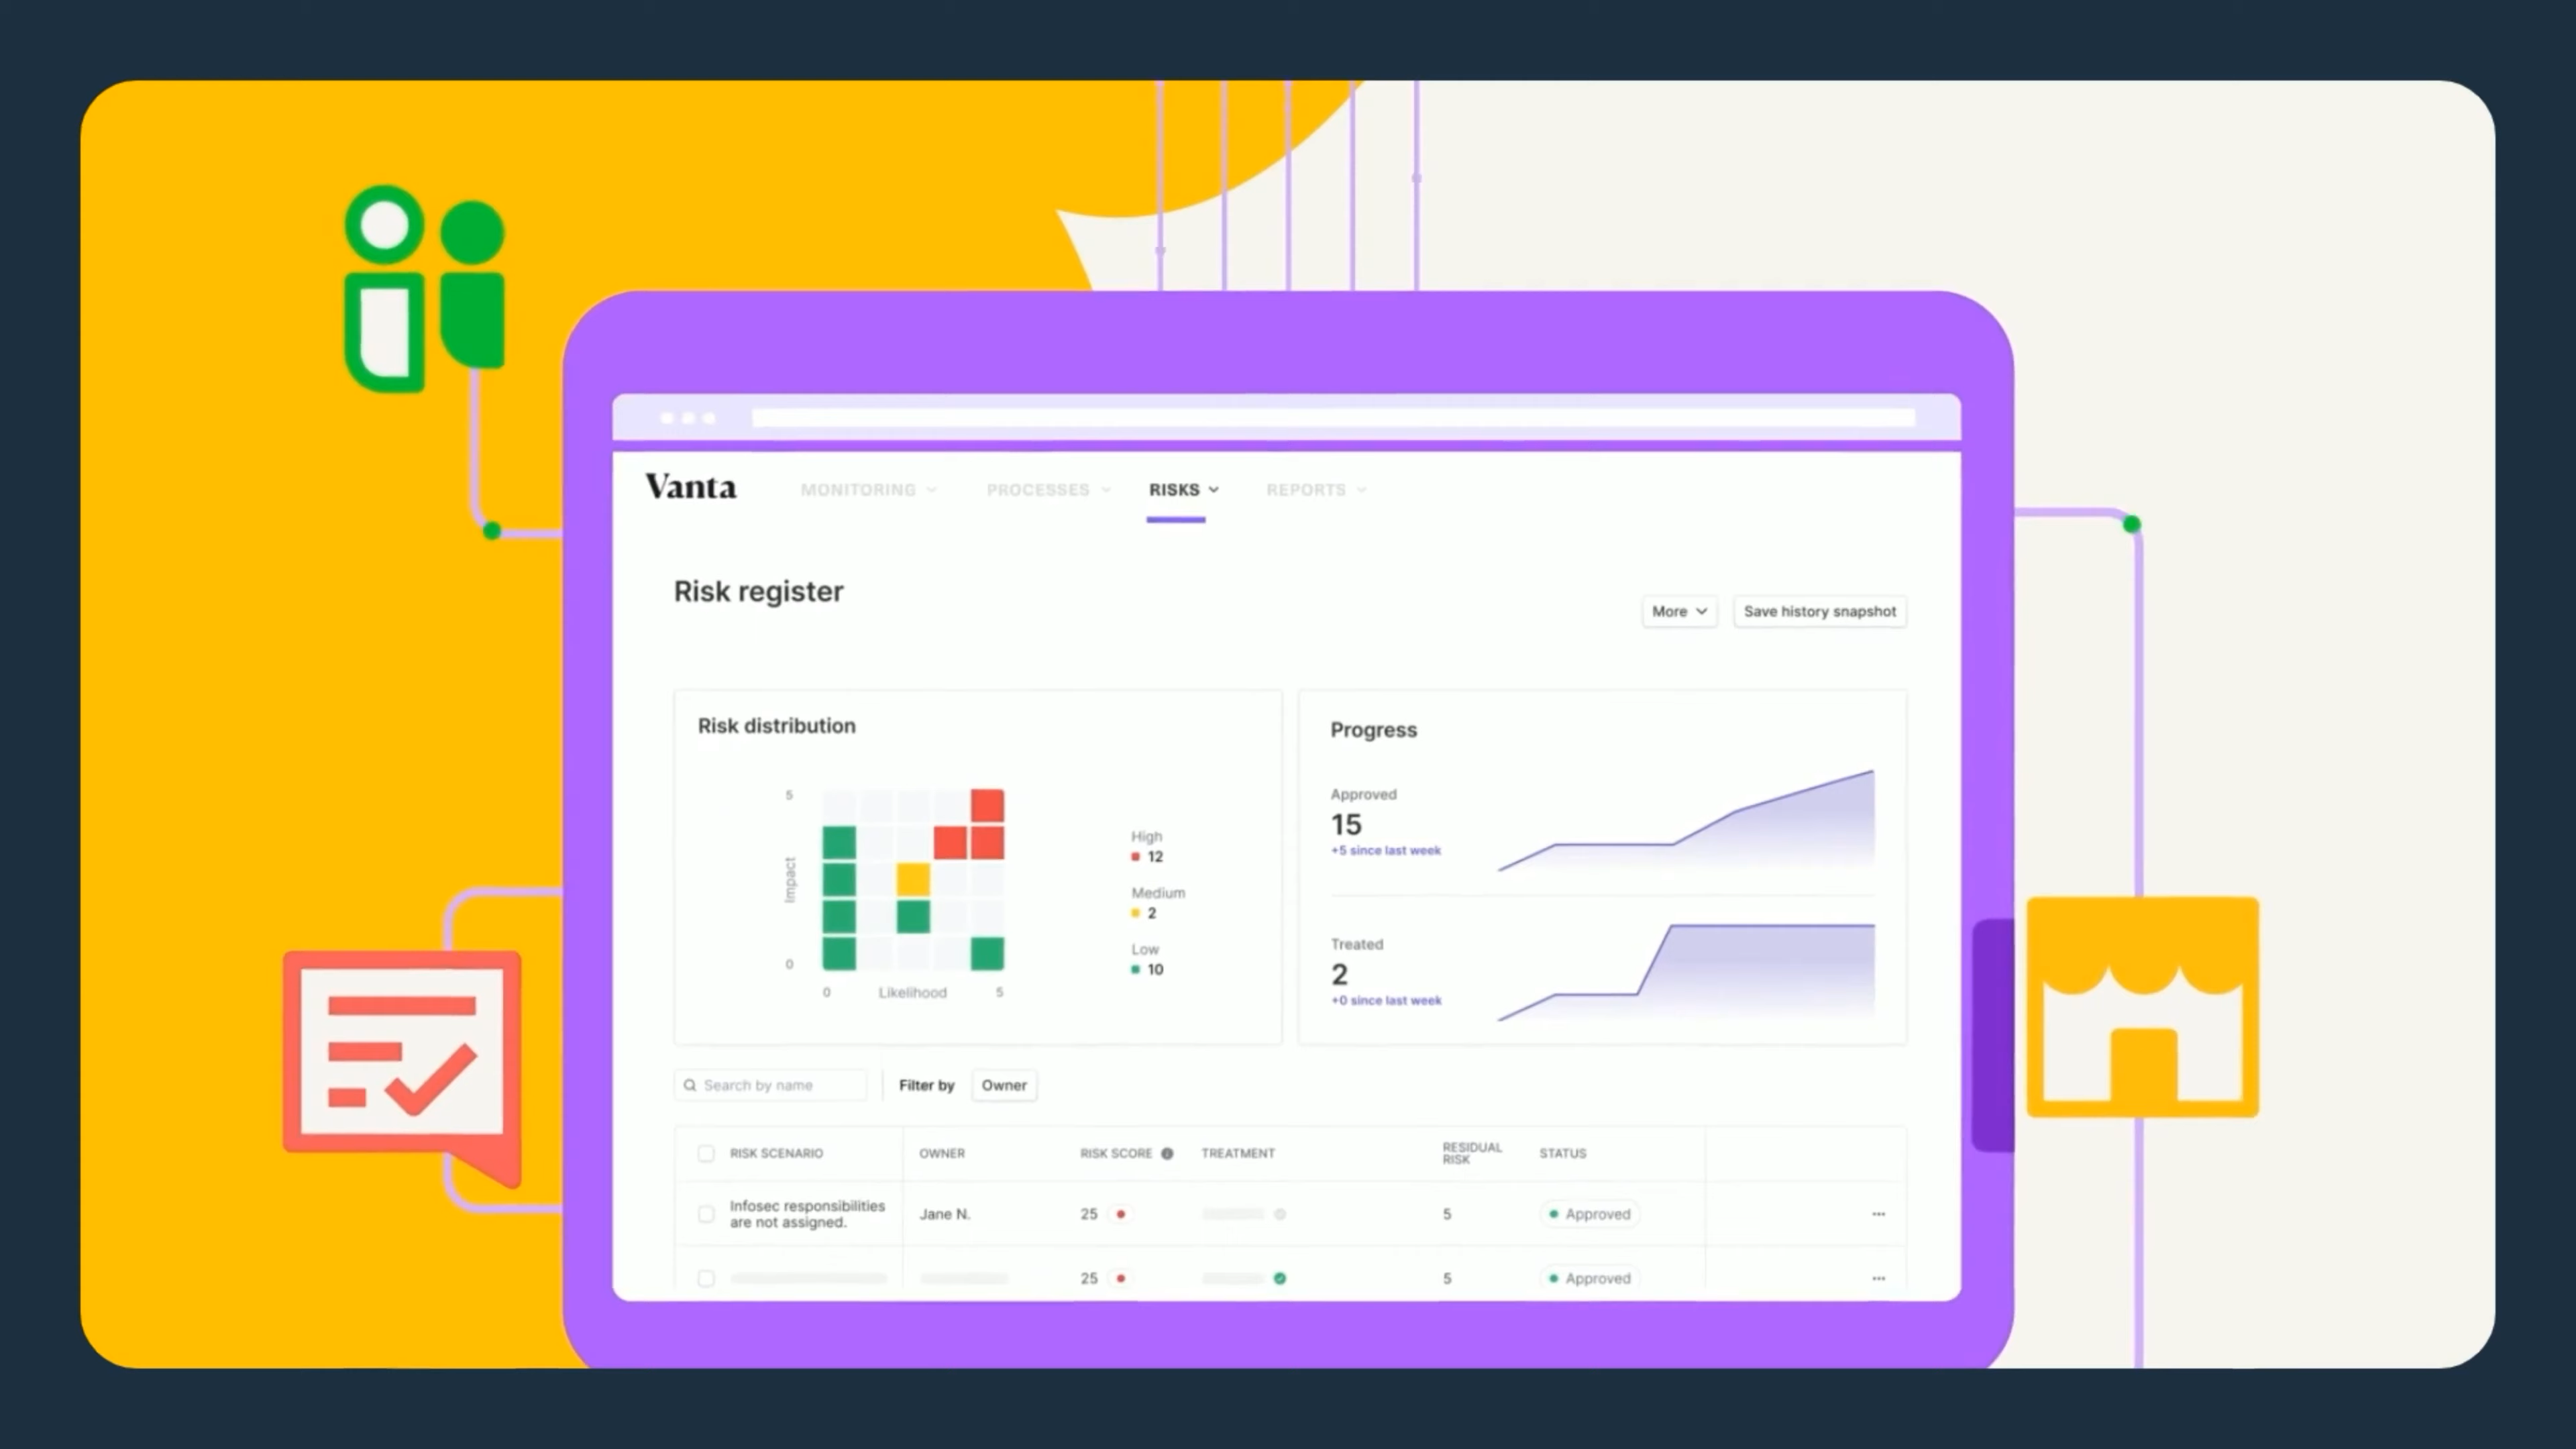 Vanta
MONITORING
PROCESSES
RISKS
REPORTS
Risk register
More
Save history snapshot
Risk distribution
5
Impact
0
0
Likelihood
5
High
12
Medium
2
Low
10
Progress
Approved
15
+5 since last week
Treated
2
+0 since last week
Search by name
Filter by
Owner
RISK SCENARIO
OWNER
RISK SCORE
TREATMENT
RESIDUAL
RISK
STATUS
Infosec responsibilities
are not assigned.
Jane N.
25
5
Approved
25
5
Approved